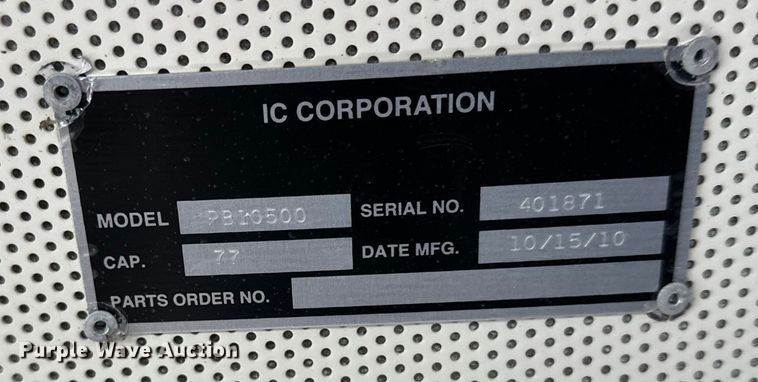 IC CORPORATION
MODEL PB10500 SERIAL NO. 401871
CAP. 77 DATE MFG. 10/15/10
PARTS ORDER NO.
Purple Wave Auction